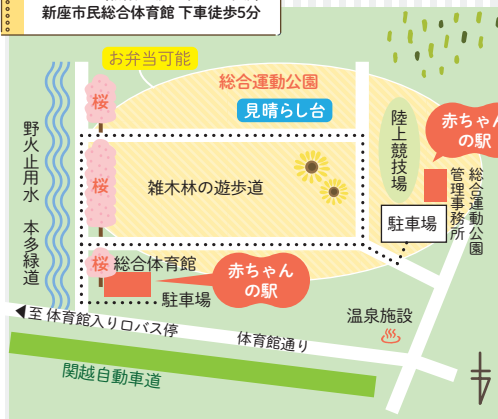 新座市民総合体育館 下車徒歩5分
お弁当可能
桜
総合運動公園
見晴らし台
陸上競技場
赤ちゃん
の駅
野火止用水 本多緑道
桜
雑木林の遊歩道
総合運動公園
管理事務所
駐車場
桜
総合体育館
赤ちゃん
の駅
駐車場
温泉施設
◀至 体育館入り口バス停
体育館通り
関越自動車道